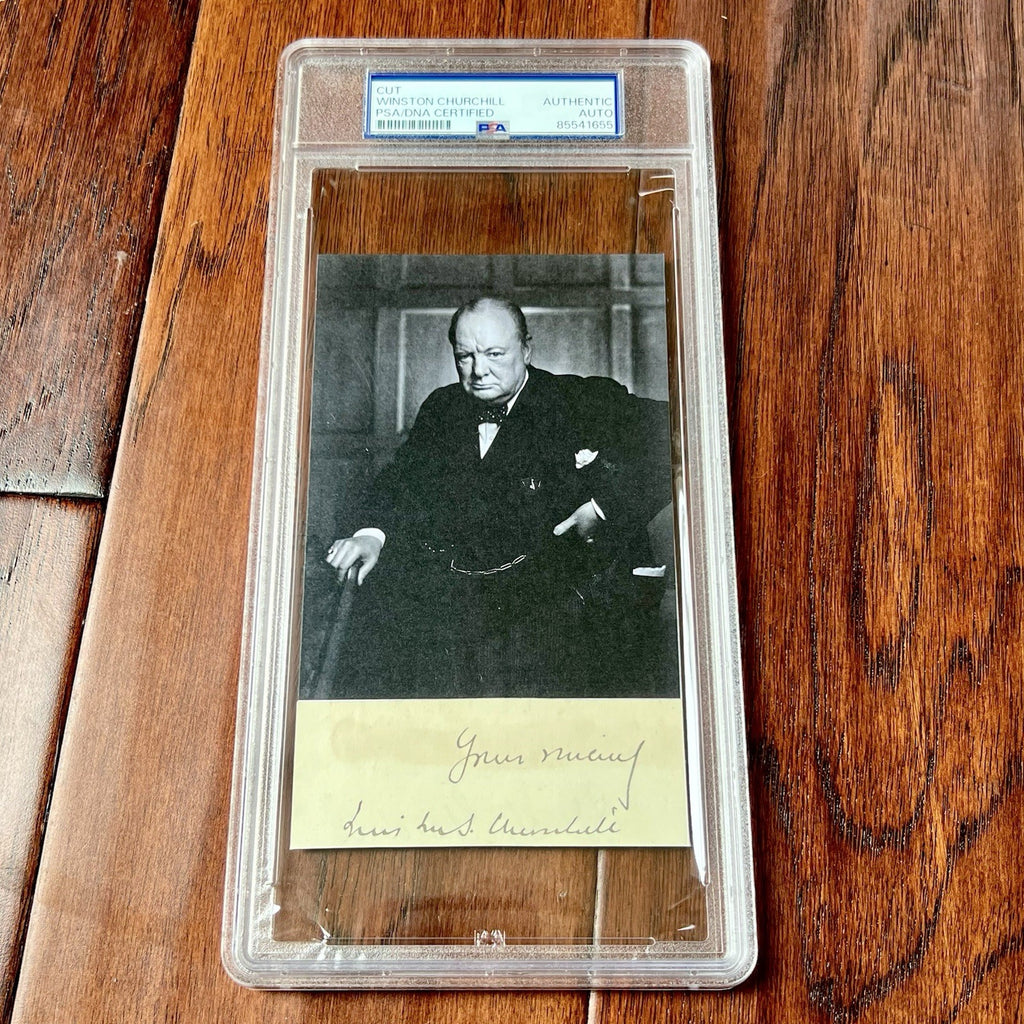 CUT
WINSTON CHURCHILL
PSA/DNA CERTIFIED
AUTHENTIC
AUTO
85541655
PSA
Yours sincerely
Winston S. Churchill